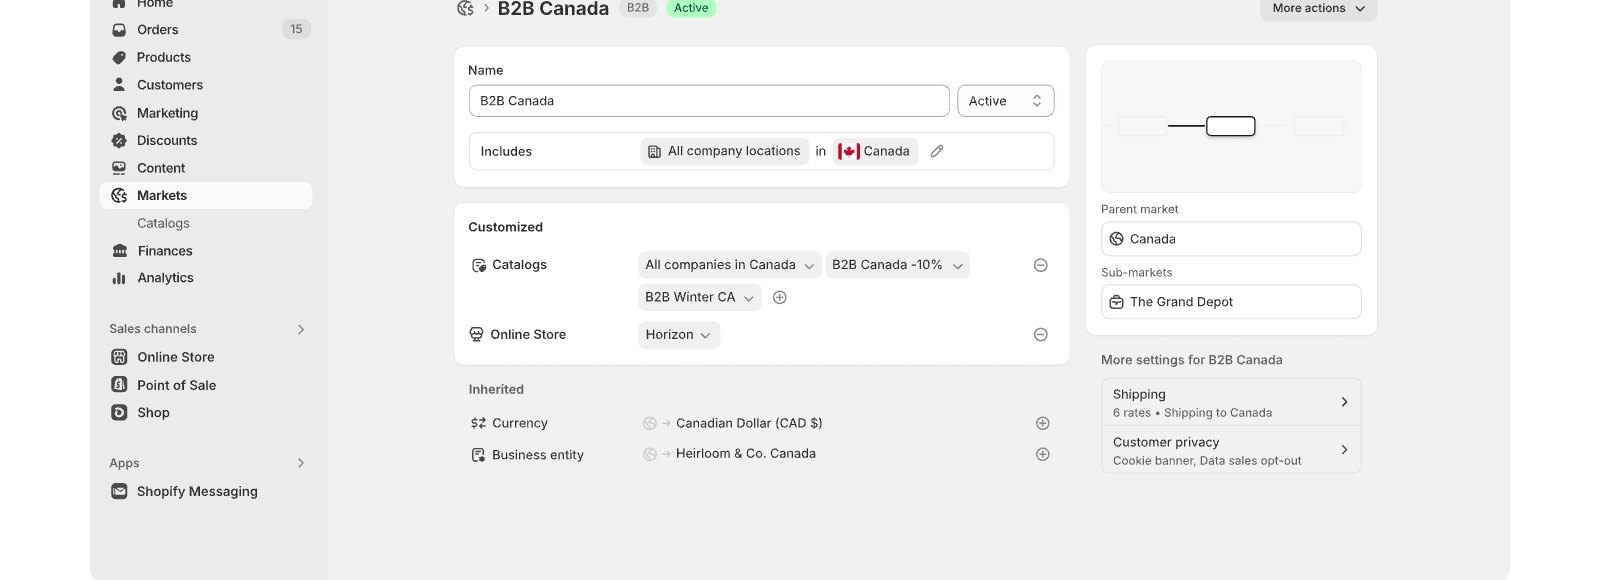 Home
Orders 15
Products
Customers
Marketing
Discounts
Content
Markets
Catalogs
Finances
Analytics
Sales channels
Online Store
Point of Sale
Shop
Apps
Shopify Messaging
B2B Canada B2B Active
More actions
Name
B2B Canada Active
Includes All company locations in Canada
Customized
Catalogs All companies in Canada B2B Canada -10%
B2B Winter CA
Online Store Horizon
Inherited
Currency Canadian Dollar (CAD $)
Business entity Heirloom & Co. Canada
Parent market
Canada
Sub-markets
The Grand Depot
More settings for B2B Canada
Shipping
6 rates • Shipping to Canada
Customer privacy
Cookie banner, Data sales opt-out